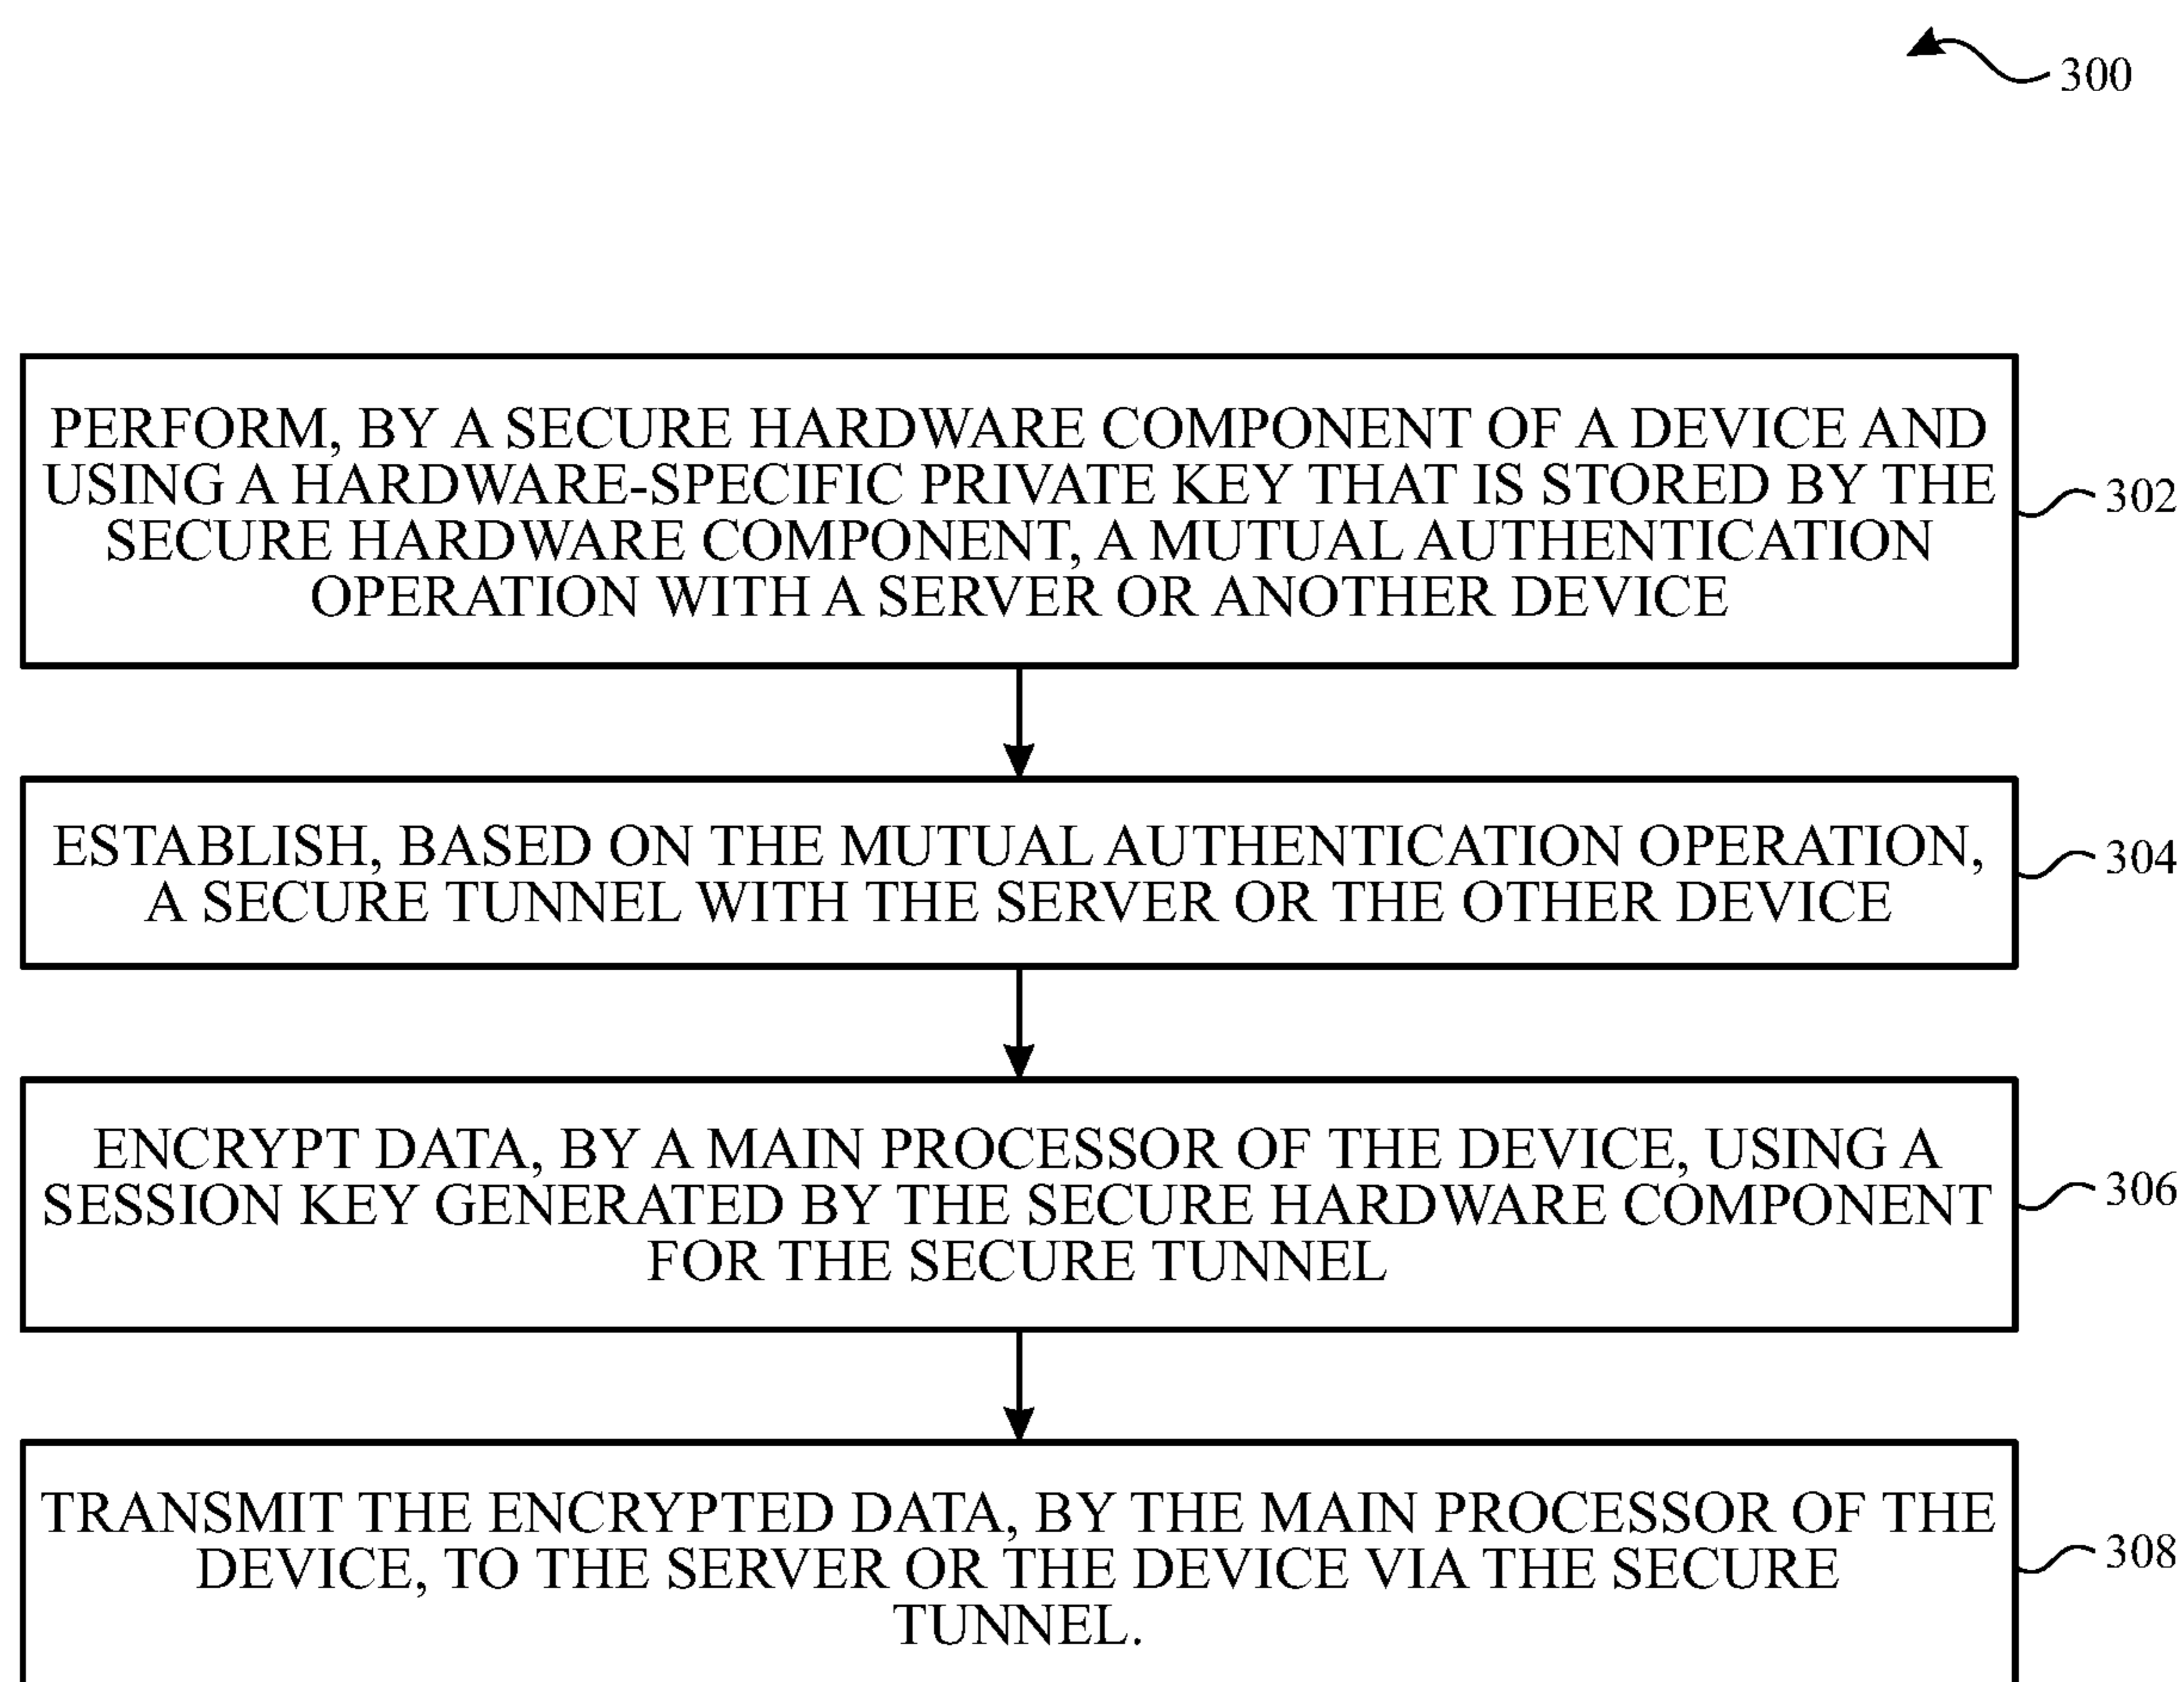 300
PERFORM, BY A SECURE HARDWARE COMPONENT OF A DEVICE AND
USING A HARDWARE-SPECIFIC PRIVATE KEY THAT IS STORED BY THE
SECURE HARDWARE COMPONENT, A MUTUAL AUTHENTICATION
OPERATION WITH A SERVER OR ANOTHER DEVICE
302
ESTABLISH, BASED ON THE MUTUAL AUTHENTICATION OPERATION,
A SECURE TUNNEL WITH THE SERVER OR THE OTHER DEVICE
304
ENCRYPT DATA, BY A MAIN PROCESSOR OF THE DEVICE, USING A
SESSION KEY GENERATED BY THE SECURE HARDWARE COMPONENT
FOR THE SECURE TUNNEL
306
TRANSMIT THE ENCRYPTED DATA, BY THE MAIN PROCESSOR OF THE
DEVICE, TO THE SERVER OR THE DEVICE VIA THE SECURE
TUNNEL.
308